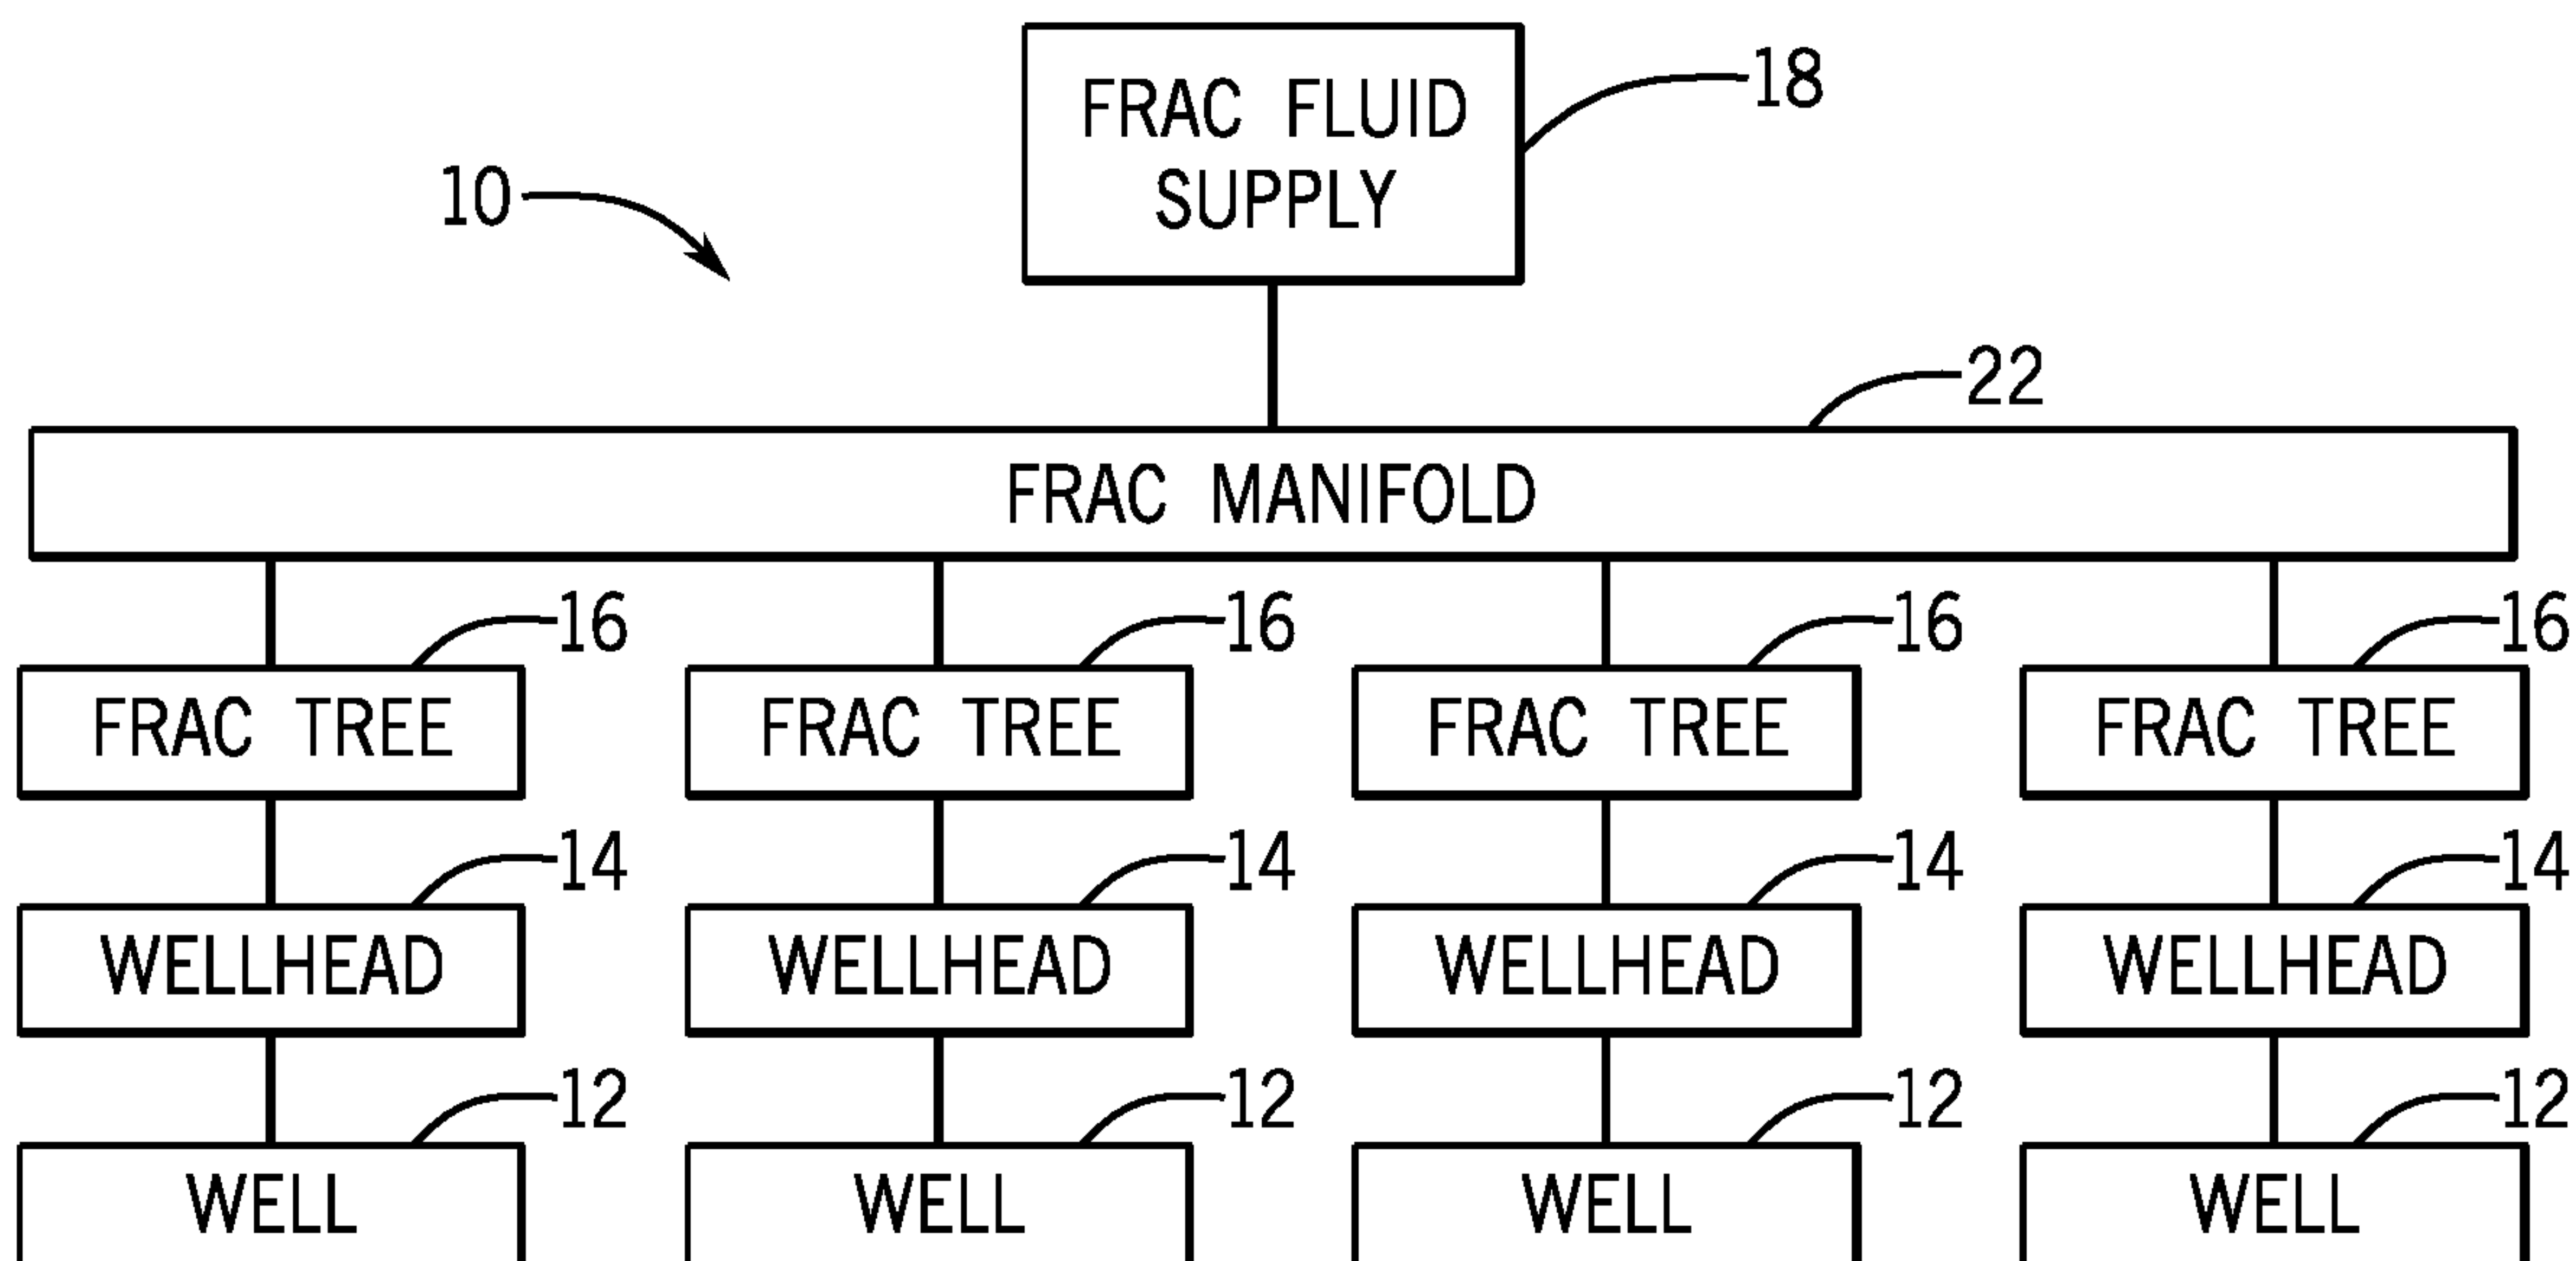 FRAC FLUID
SUPPLY
18
10
22
FRAC MANIFOLD
16 16 16 16
FRAC TREE FRAC TREE FRAC TREE FRAC TREE
14 14 14 14
WELLHEAD WELLHEAD WELLHEAD WELLHEAD
12 12 12 12
WELL WELL WELL WELL